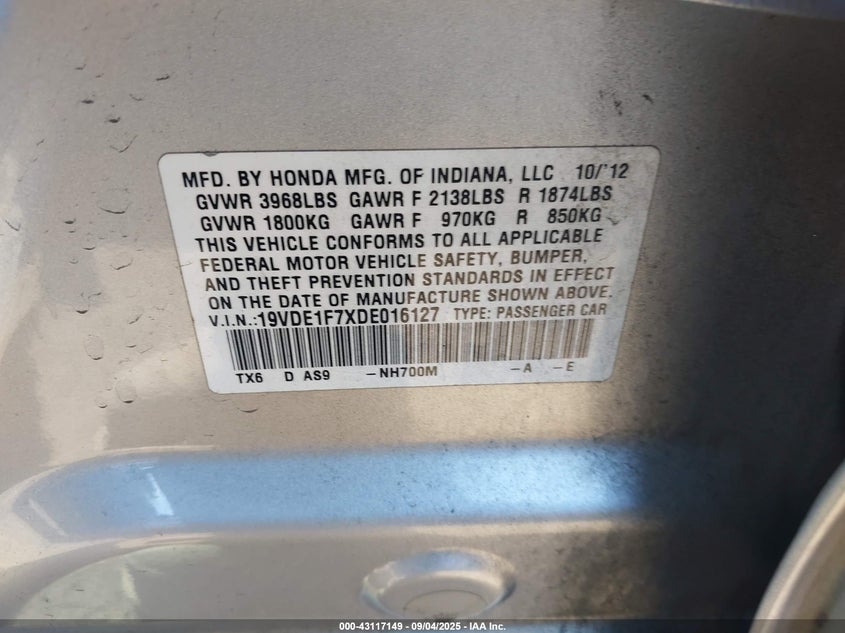 MFD. BY HONDA MFG. OF INDIANA, LLC 10/'12
GVWR 3968LBS GAWR F 2138LBS R 1874LBS
GVWR 1800KG GAWR F 970KG R 850KG
THIS VEHICLE CONFORMS TO ALL APPLICABLE
FEDERAL MOTOR VEHICLE SAFETY, BUMPER,
AND THEFT PREVENTION STANDARDS IN EFFECT
ON THE DATE OF MANUFACTURE SHOWN ABOVE.
V.I.N.:19VDE1F7XDE016127 TYPE: PASSENGER CAR
TX6 D AS9 -NH700M -A -E
000-43117149 - 09/04/2025 - IAA Inc.